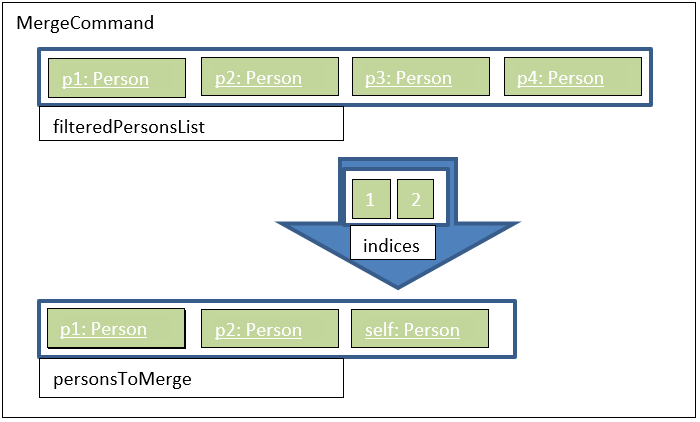 MergeCommand
p1: Person p2: Person p3: Person p4: Person
filteredPersonsList
1 2
indices
p1: Person p2: Person self: Person
personsToMerge